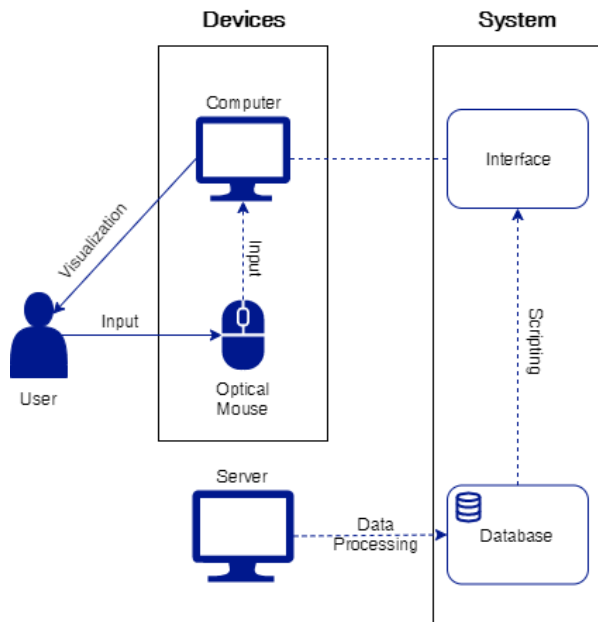 Devices
System
Computer
Interface
Visualization
Input
Input
Scripting
User
Optical
Mouse
Server
Data
Processing
Database